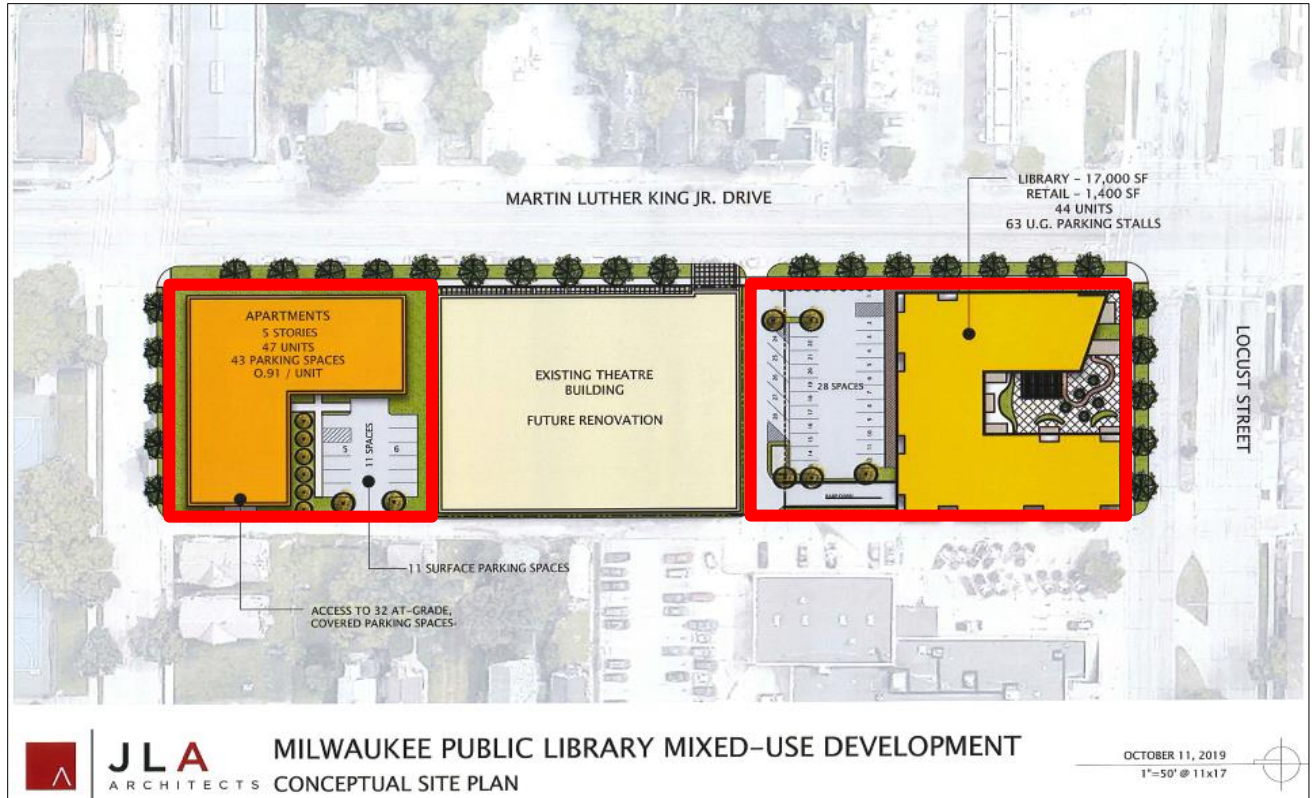 MARTIN LUTHER KING JR. DRIVE
LIBRARY - 17,000 SF
RETAIL - 1,400 SF
44 UNITS
63 U.G. PARKING STALLS
APARTMENTS
5 STORIES
47 UNITS
43 PARKING SPACES
0.91 / UNIT
5
11 SPACES
6
EXISTING THEATRE
BUILDING
FUTURE RENOVATION
28 SPACES
LOCUST STREET
11 SURFACE PARKING SPACES
ACCESS TO 32 AT-GRADE,
COVERED PARKING SPACES
JLA
ARCHITECTS
MILWAUKEE PUBLIC LIBRARY MIXED-USE DEVELOPMENT
CONCEPTUAL SITE PLAN
OCTOBER 11, 2019
1"=50' @ 11x17